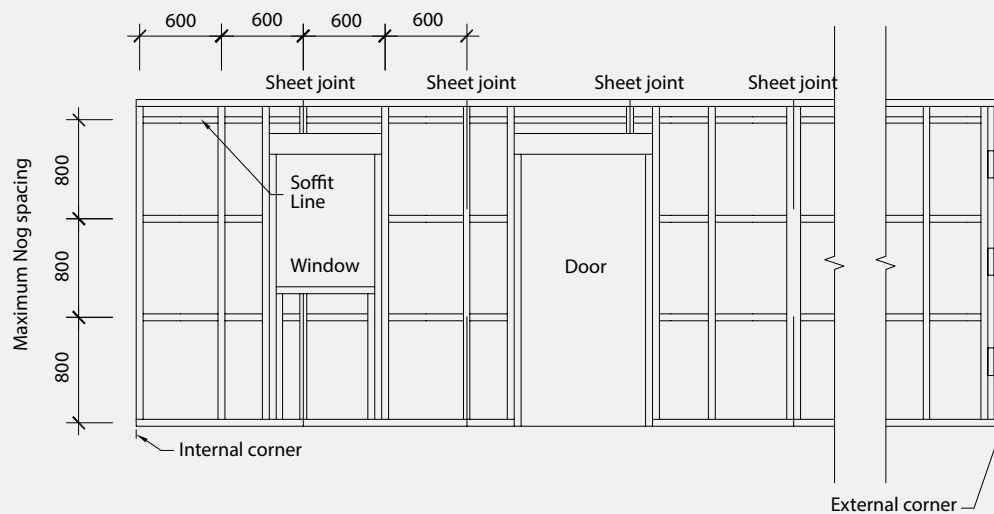 600
600
600
600
Sheet joint
Sheet joint
Sheet joint
Sheet joint
Maximum Nog spacing
800
800
800
Soffit
Line
Window
Door
Internal corner
External corner